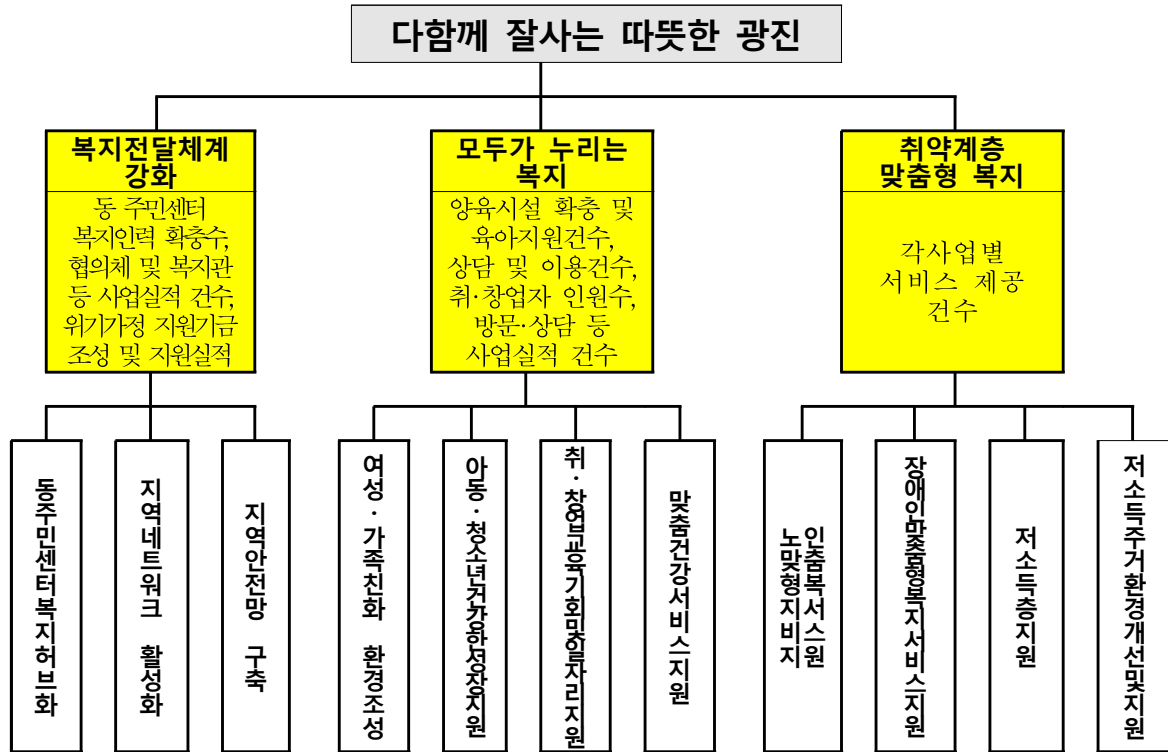 다함께 잘사는 따뜻한 광진
복지전달체계
강화
동 주민센터
복지인력 확충수,
협의체 및 복지관
등 사업실적 건수,
위기가정 지원기금
조성 및 지원실적
모두가 누리는
복지
양육시설 확충 및
육아지원건수,
상담 및 이용건수,
취·창업자 인원수,
방문·상담 등
사업실적 건수
취약계층
맞춤형 복지
각사업별
서비스 제공
건수
동주민센터복지허브화
지역네트워크 활성화
지역안전망 구축
여성·가족친화 환경조성
아동·청소년건강한성장지원
취·창업교육기회및일자리지원
맞춤건강서비스지원
노인맞춤형복지서비스지원
장애인맞춤형복지서비스지원
저소득층지원
저소득주거환경개선및지원